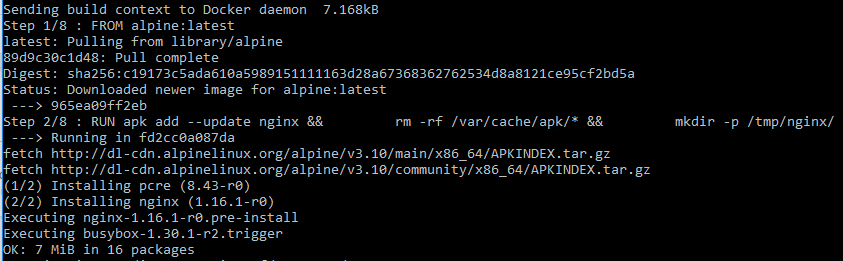 Sending build context to Docker daemon  7.168kB
Step 1/8 : FROM alpine:latest
latest: Pulling from library/alpine
89d9c30c1d48: Pull complete
Digest: sha256:c19173c5ada610a5989151111163d28a67368362762534d8a8121ce95cf2bd5a
Status: Downloaded newer image for alpine:latest
 ---> 965ea09ff2eb
Step 2/8 : RUN apk add --update nginx &&         rm -rf /var/cache/apk/* &&         mkdir -p /tmp/nginx/
 ---> Running in fd2cc0a087da
fetch http://dl-cdn.alpinelinux.org/alpine/v3.10/main/x86_64/APKINDEX.tar.gz
fetch http://dl-cdn.alpinelinux.org/alpine/v3.10/community/x86_64/APKINDEX.tar.gz
(1/2) Installing pcre (8.43-r0)
(2/2) Installing nginx (1.16.1-r0)
Executing nginx-1.16.1-r0.pre-install
Executing busybox-1.30.1-r2.trigger
OK: 7 MiB in 16 packages